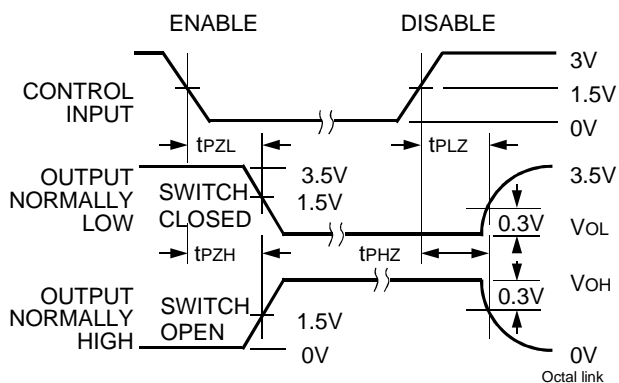 ENABLE DISABLE
CONTROL INPUT
3V
1.5V
0V
tPZL tPLZ
OUTPUT NORMALLY LOW
SWITCH CLOSED
3.5V
1.5V
3.5V
0.3V
VOL
tPZH tPHZ
OUTPUT NORMALLY HIGH
SWITCH OPEN
1.5V
0V
VOH
0.3V
0V
Octal link